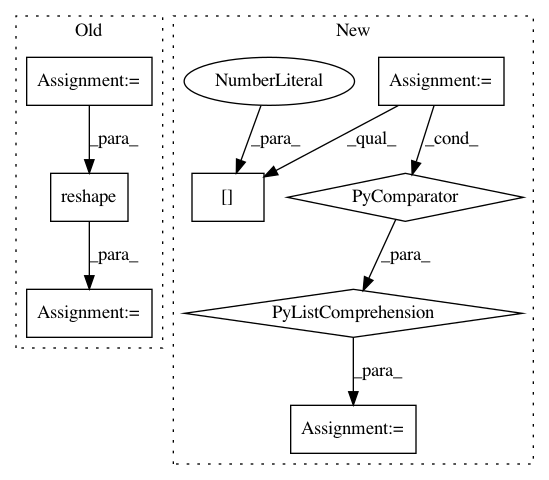 Old
New
Assignment:=
NumberLiteral
Assignment:=
_para_
_para_
_qual_
_cond_
reshape
[]
PyComparator
_para_
_para_
Assignment:=
PyListComprehension
_para_
Assignment:=